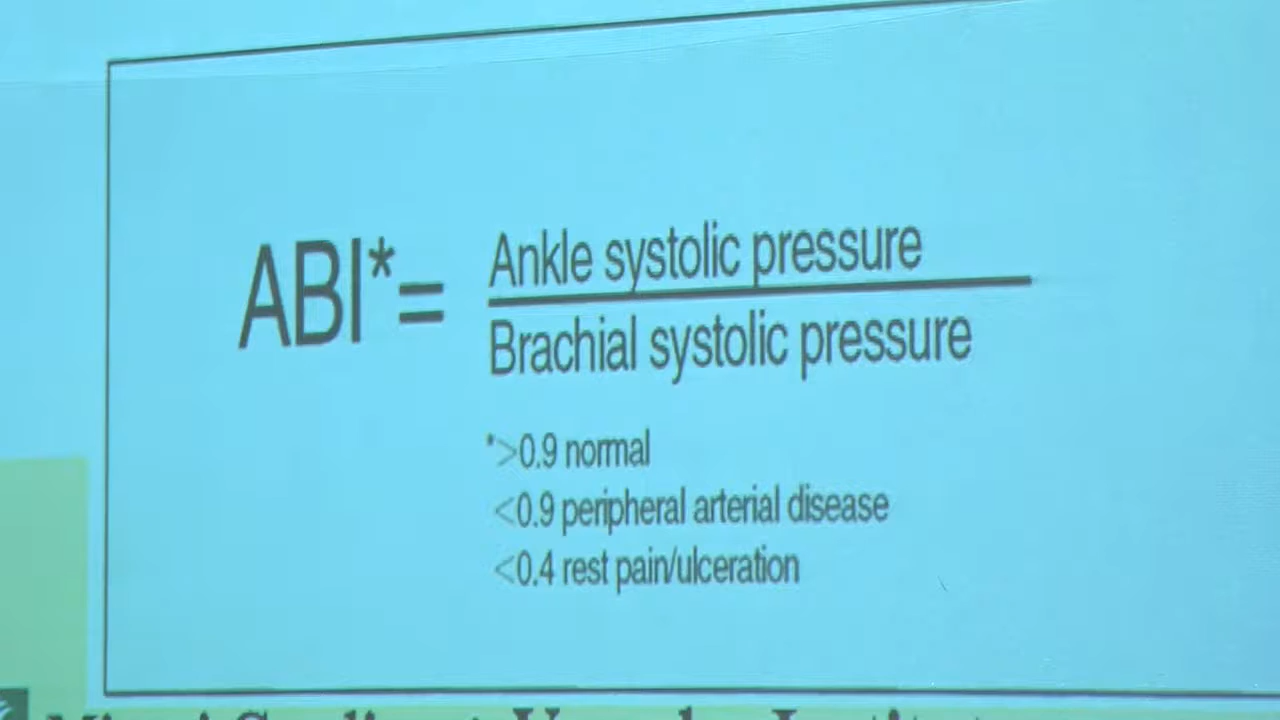 ABI*=
Ankle systolic pressure
Brachial systolic pressure
*>0.9 normal
<0.9 peripheral arterial disease
<0.4 rest pain/ulceration